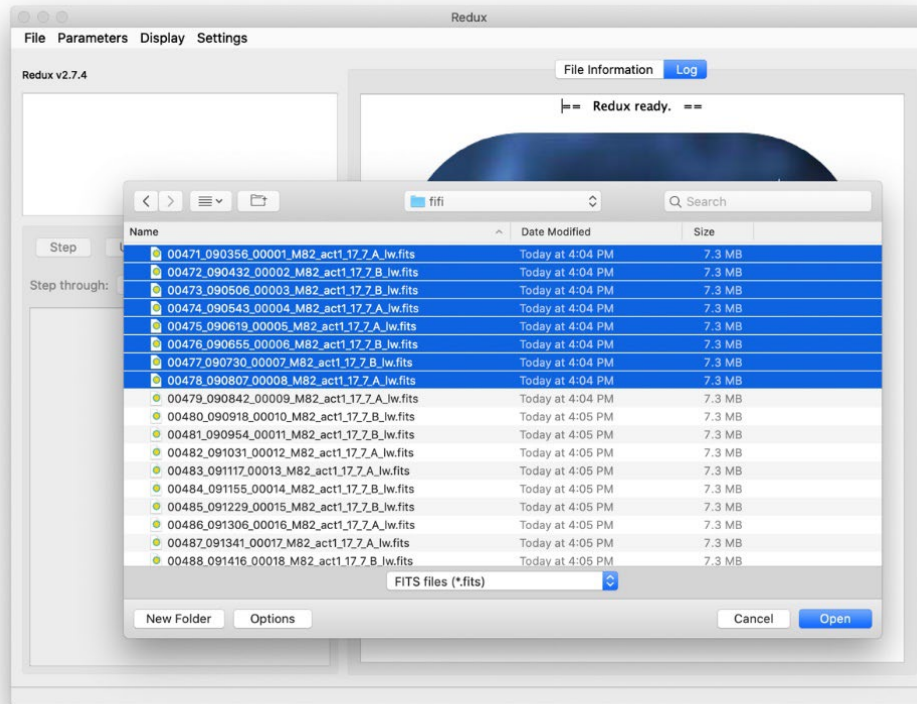 Redux
File Parameters Display Settings
Redux v2.7.4
File Information Log
== Redux ready. ==
fifi
Search
Name Date Modified Size
Step
Step through:
00471_090356_00001_M82_act1_17_7_A_lw.fits Today at 4:04 PM 7.3 MB
00472_090432_00002_M82_act1_17_7_B_lw.fits Today at 4:04 PM 7.3 MB
00473_090506_00003_M82_act1_17_7_B_lw.fits Today at 4:04 PM 7.3 MB
00474_090543_00004_M82_act1_17_7_A_lw.fits Today at 4:04 PM 7.3 MB
00475_090619_00005_M82_act1_17_7_A_lw.fits Today at 4:04 PM 7.3 MB
00476_090655_00006_M82_act1_17_7_B_lw.fits Today at 4:04 PM 7.3 MB
00477_090730_00007_M82_act1_17_7_B_lw.fits Today at 4:04 PM 7.3 MB
00478_090807_00008_M82_act1_17_7_A_lw.fits Today at 4:04 PM 7.3 MB
00479_090842_00009_M82_act1_17_7_A_lw.fits Today at 4:04 PM 7.3 MB
00480_090918_00010_M82_act1_17_7_B_lw.fits Today at 4:05 PM 7.3 MB
00481_090954_00011_M82_act1_17_7_B_lw.fits Today at 4:05 PM 7.3 MB
00482_091031_00012_M82_act1_17_7_A_lw.fits Today at 4:05 PM 7.3 MB
00483_091117_00013_M82_act1_17_7_A_lw.fits Today at 4:05 PM 7.3 MB
00484_091155_00014_M82_act1_17_7_B_lw.fits Today at 4:05 PM 7.3 MB
00485_091229_00015_M82_act1_17_7_B_lw.fits Today at 4:05 PM 7.3 MB
00486_091306_00016_M82_act1_17_7_A_lw.fits Today at 4:05 PM 7.3 MB
00487_091341_00017_M82_act1_17_7_A_lw.fits Today at 4:05 PM 7.3 MB
00488_091416_00018_M82_act1_17_7_B_lw.fits Today at 4:05 PM 7.3 MB
FITS files (*.fits)
New Folder Options Cancel Open